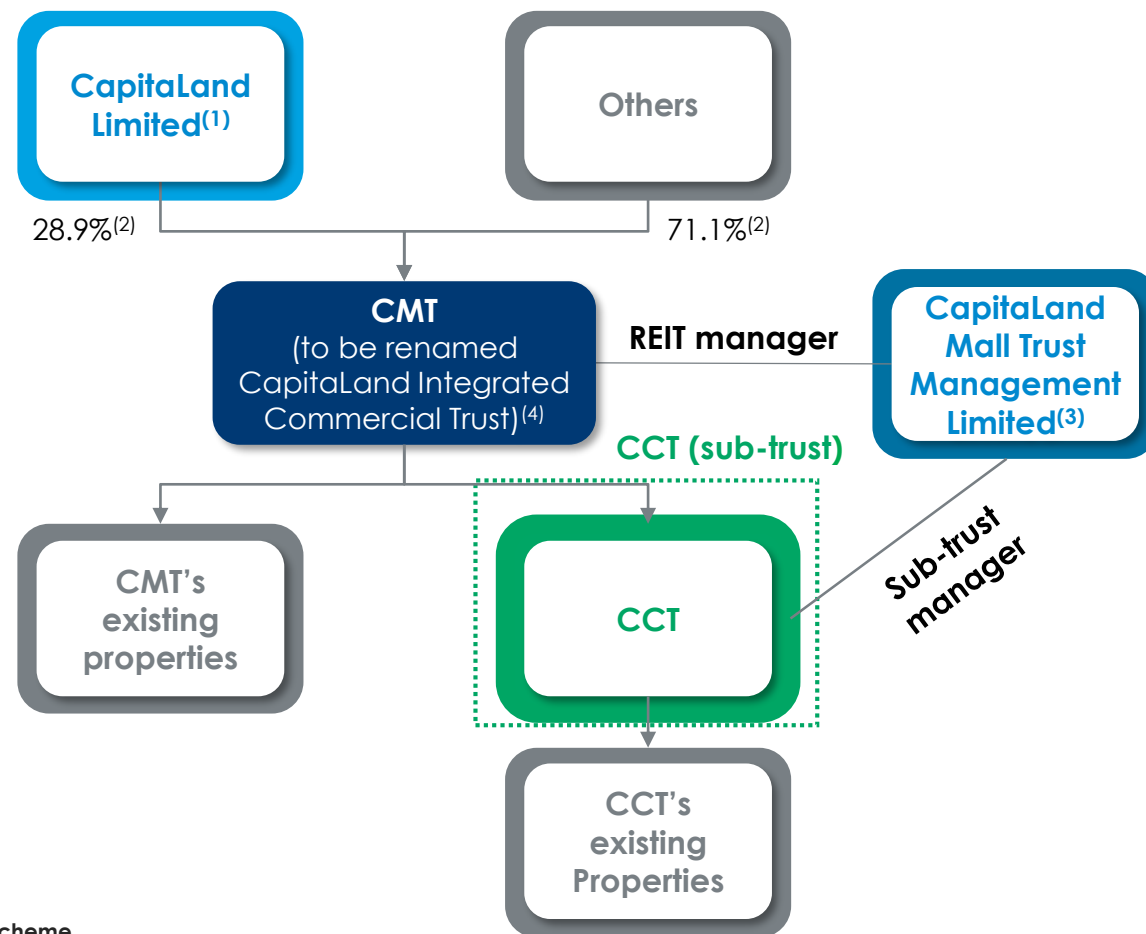 CapitaLand
Limited(1)
Others
28.9%(2)
71.1%(2)
CMT
(to be renamed
CapitaLand Integrated
Commercial Trust)(4)
REIT manager
CapitaLand
Mall Trust
Management
Limited(3)
CCT (sub-trust)
Sub-trust
manager
CMT's
existing
properties
CCT
CCT's
existing
Properties